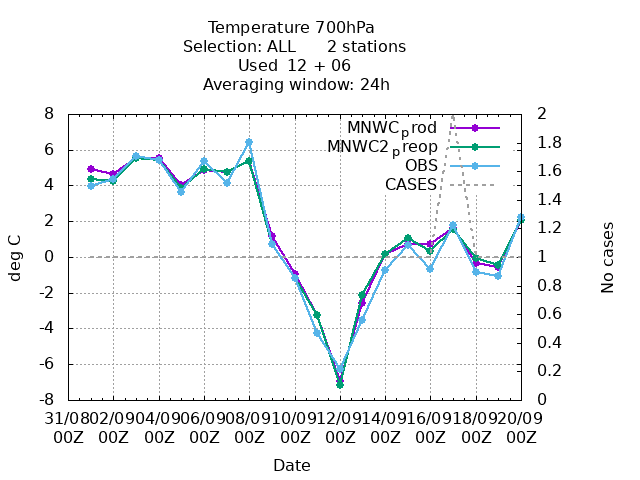 Temperature 700hPa
Selection: ALL 2 stations
Used 12 + 06
Averaging window: 24h
8 2
MNWCprod
1.8
6 MNWC2preop
1.6
OBS
4 CASES
1.4
2
1.2
0 1
deg C No cases
0.8
-2
0.6
-4
0.4
-6
0.2
-8 0
31/08 02/09 04/09 06/09 08/09 10/09 12/09 14/09 16/09 18/09 20/09
00Z 00Z 00Z 00Z 00Z 00Z 00Z 00Z 00Z 00Z 00Z
Date